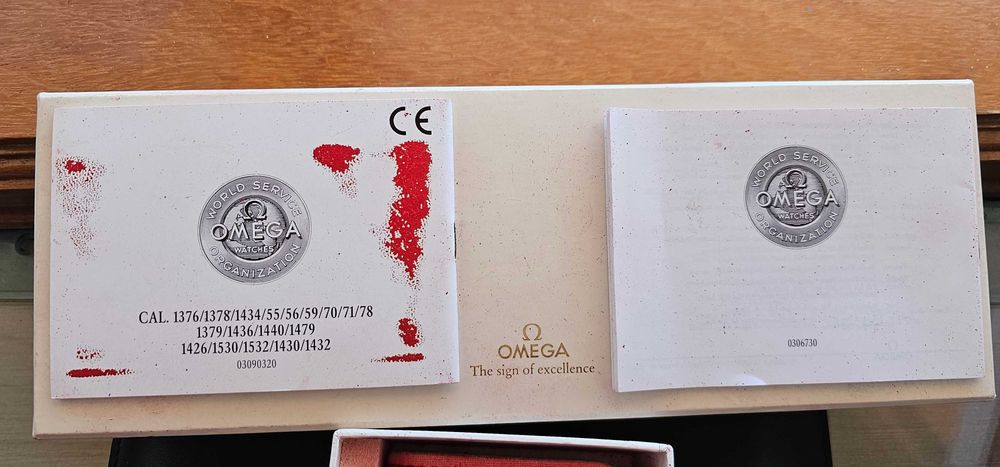 CE
WORLD SERVICE
Ω
OMEGA
WATCHES
ORGANIZATION
CAL. 1376/1378/1434/55/56/59/70/71/78
1379/1436/1440/1479
1426/1530/1532/1430/1432
03090320
Ω
OMEGA
The sign of excellence
WORLD SERVICE
Ω
OMEGA
WATCHES
ORGANIZATION
0306730